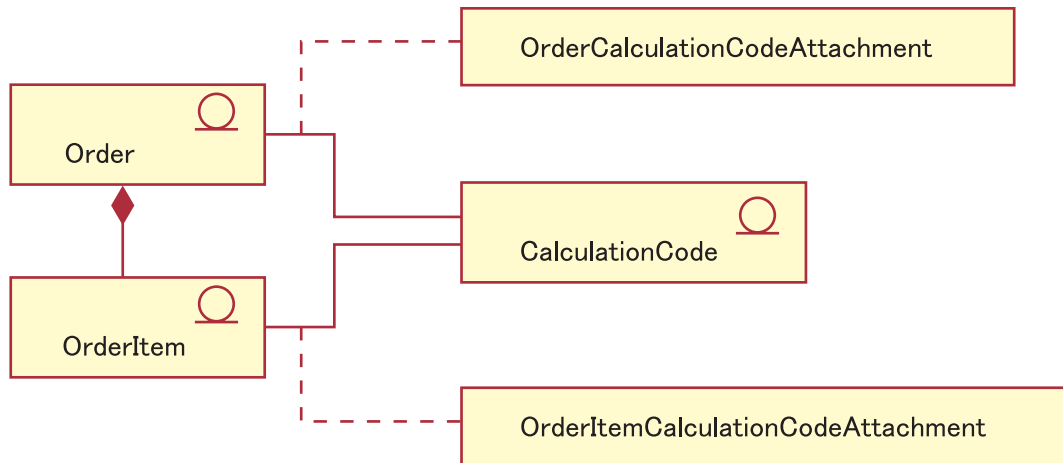 OrderCalculationCodeAttachment
Order
CalculationCode
OrderItem
OrderItemCalculationCodeAttachment